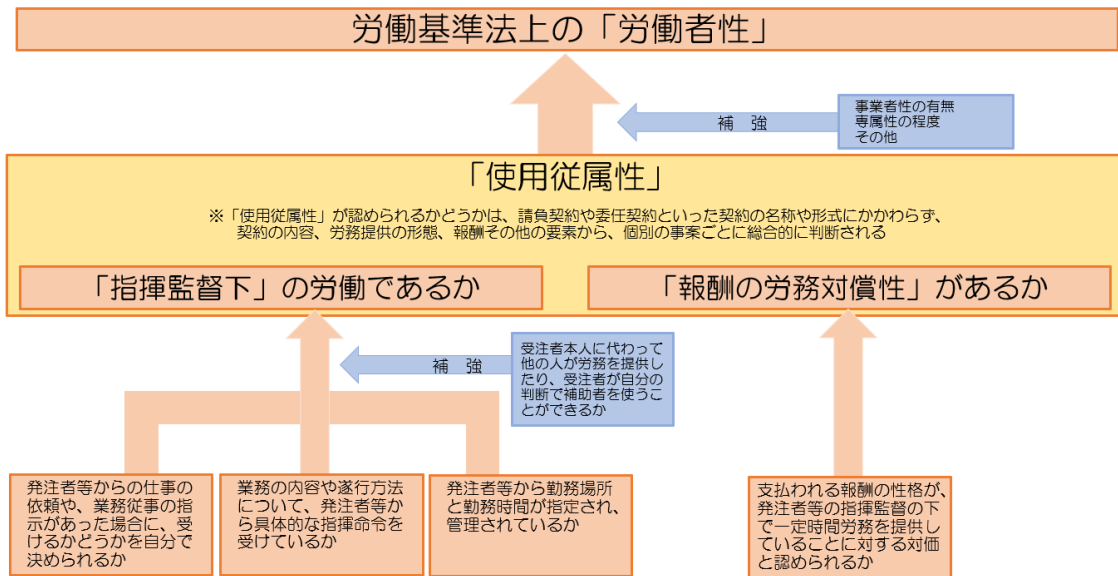 労働基準法上の「労働者性」
補　強
事業者性の有無
専属性の程度
その他
「使用従属性」
※「使用従属性」が認められるかどうかは、請負契約や委任契約といった契約の名称や形式にかかわらず、
契約の内容、労務提供の形態、報酬その他の要素から、個別の事案ごとに総合的に判断される
「指揮監督下」の労働であるか
「報酬の労務対償性」があるか
補　強
受注者本人に代わって
他の人が労務を提供し
たり、受注者が自分の
判断で補助者を使うこ
とができるか
発注者等からの仕事の
依頼や、業務従事の指
示があった場合に、受
けるかどうかを自分で
決められるか
業務の内容や遂行方法
について、発注者等か
ら具体的な指揮命令を
受けているか
発注者等から勤務場所
と勤務時間が指定され、
管理されているか
支払われる報酬の性格が、
発注者等の指揮監督の下
で一定時間労務を提供し
ていることに対する対価
と認められるか